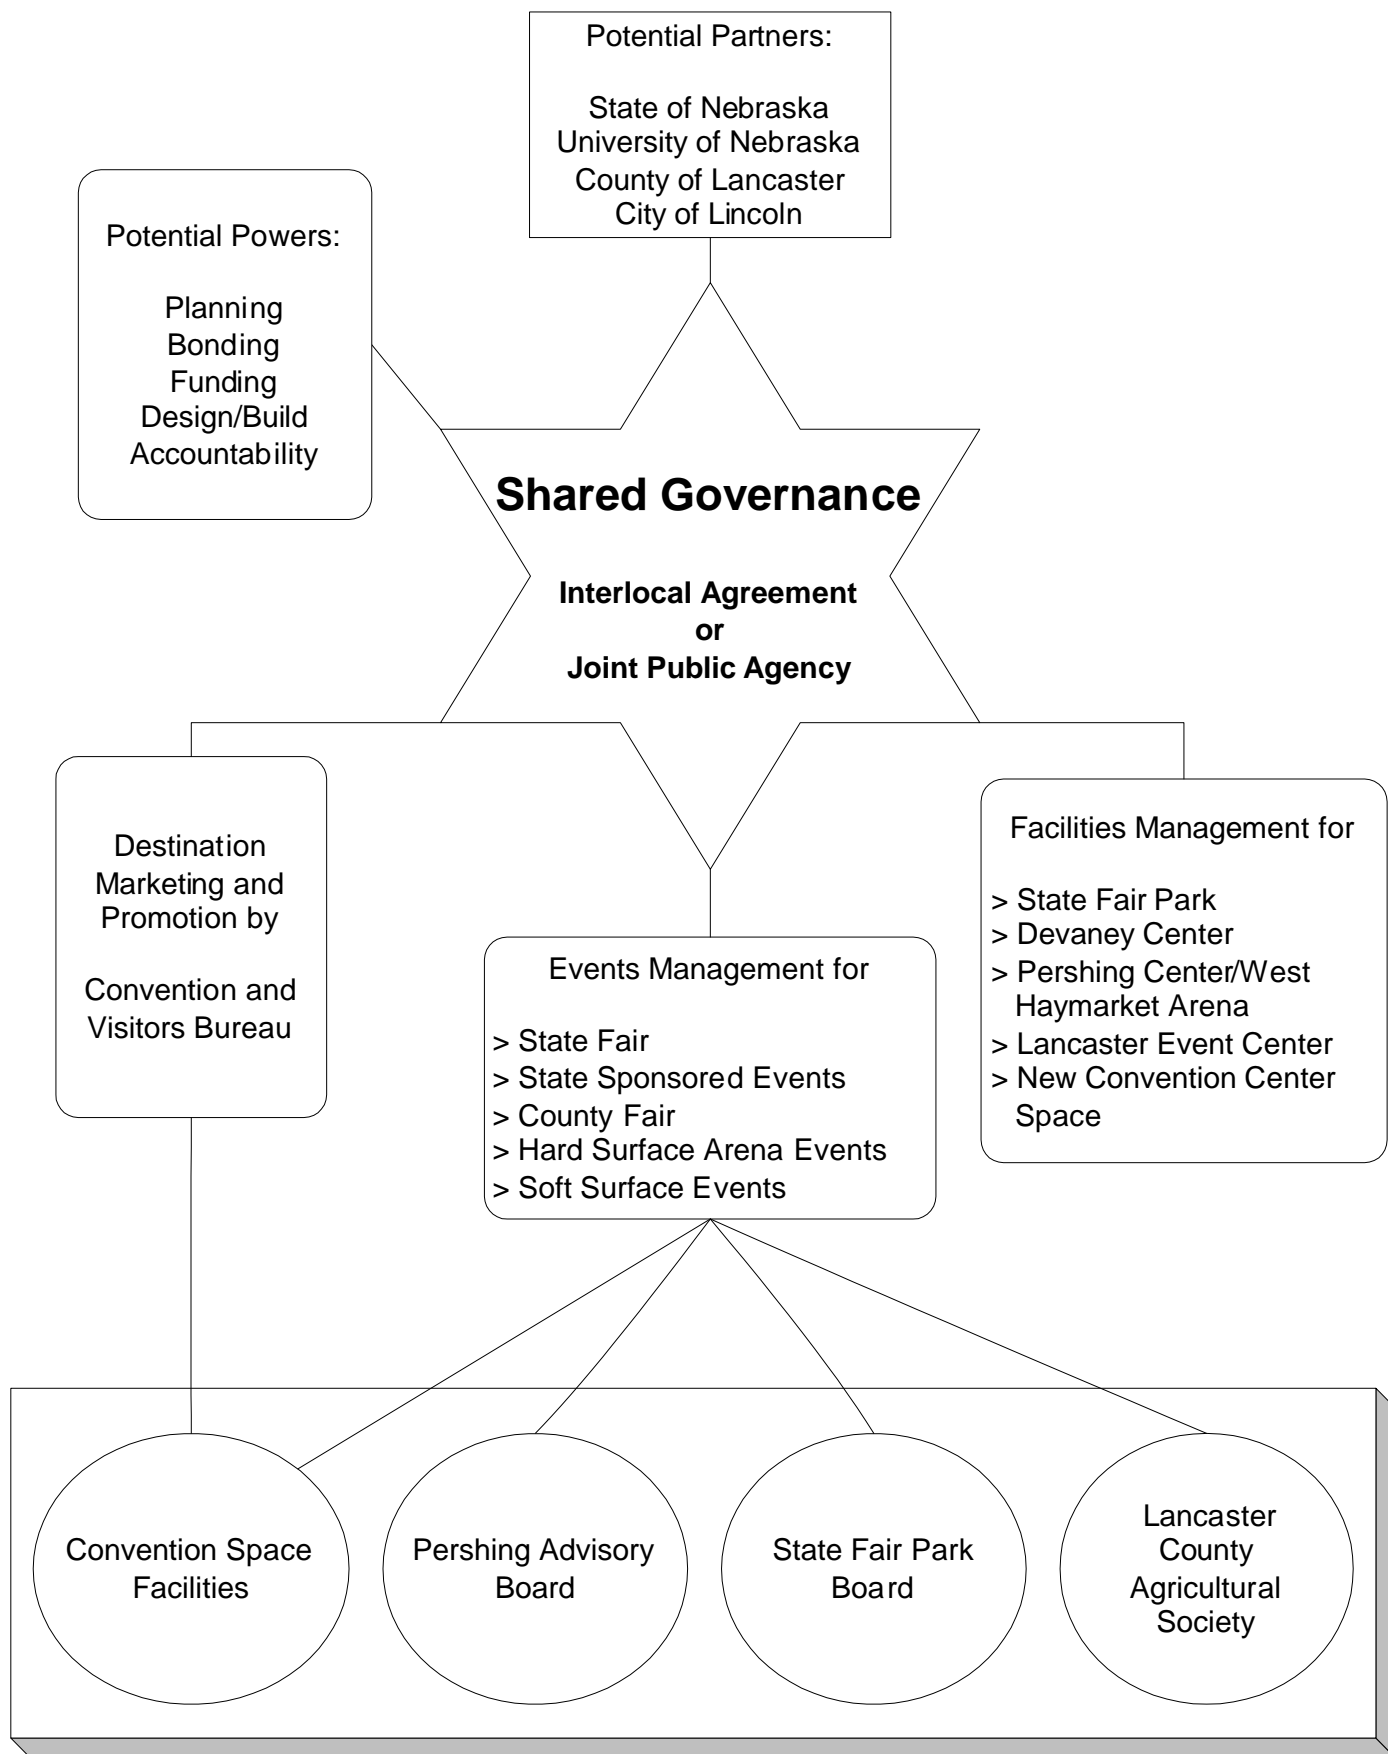 Potential Partners:
State of Nebraska
University of Nebraska
County of Lancaster
City of Lincoln
Potential Powers:
Planning
Bonding
Funding
Design/Build
Accountability
Shared Governance
Interlocal Agreement
or
Joint Public Agency
Destination
Marketing and
Promotion by
Convention and
Visitors Bureau
Events Management for
> State Fair
> State Sponsored Events
> County Fair
> Hard Surface Arena Events
> Soft Surface Events
Facilities Management for
> State Fair Park
> Devaney Center
> Pershing Center/West
Haymarket Arena
> Lancaster Event Center
> New Convention Center
Space
Convention Space
Facilities
Pershing Advisory
Board
State Fair Park
Board
Lancaster
County
Agricultural
Society